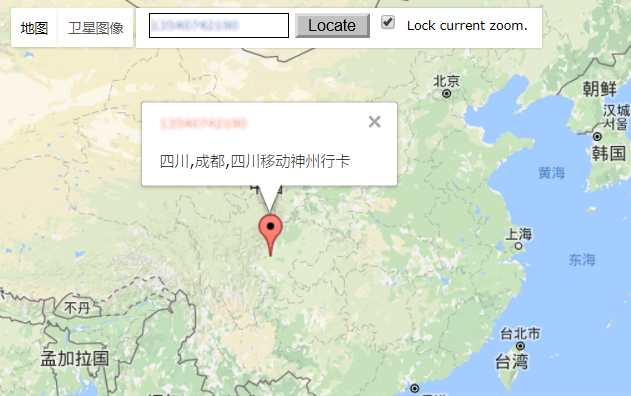 地图 卫星图像 Locate Lock current zoom.
北京
朝鲜
汉城
서울
韩国
黄海
四川,成都,四川移动神州行卡
上海
东海
不丹
台北市
孟加拉国
台湾